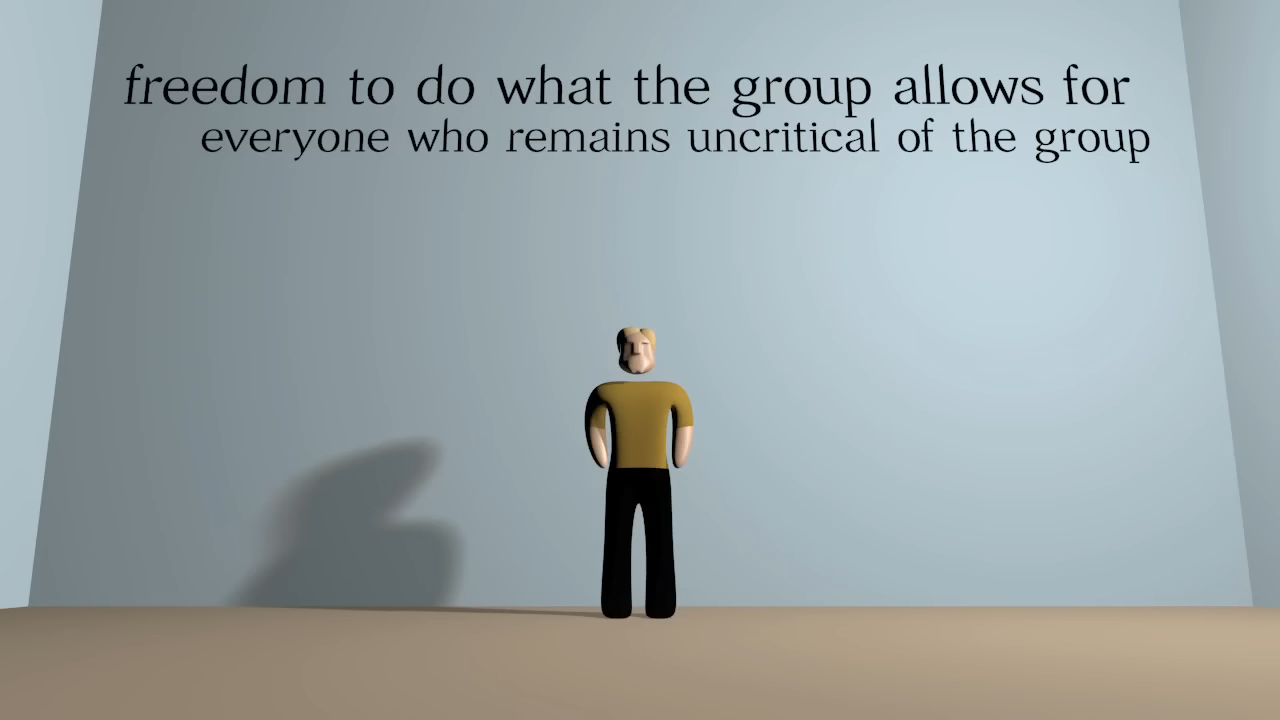 freedom to do what the group allows for
everyone who remains uncritical of the group